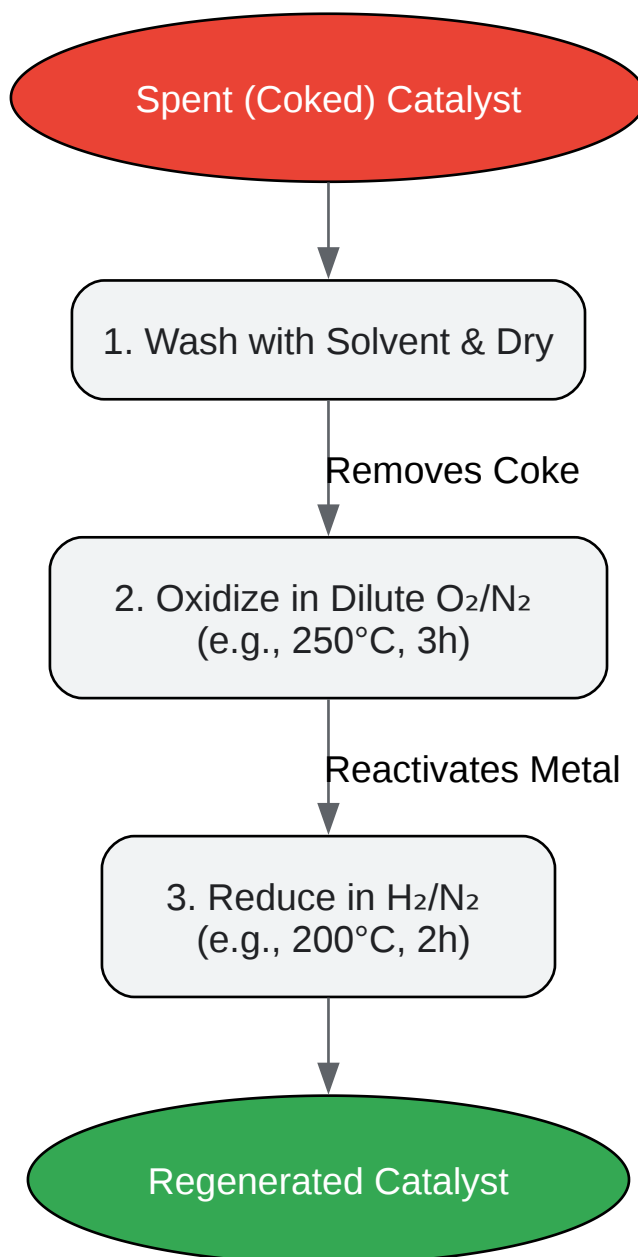 Spent (Coked) Catalyst
1. Wash with Solvent & Dry
Removes Coke
2. Oxidize in Dilute O₂/N₂
(e.g., 250°C, 3h)
Reactivates Metal
3. Reduce in H₂/N₂
(e.g., 200°C, 2h)
Regenerated Catalyst